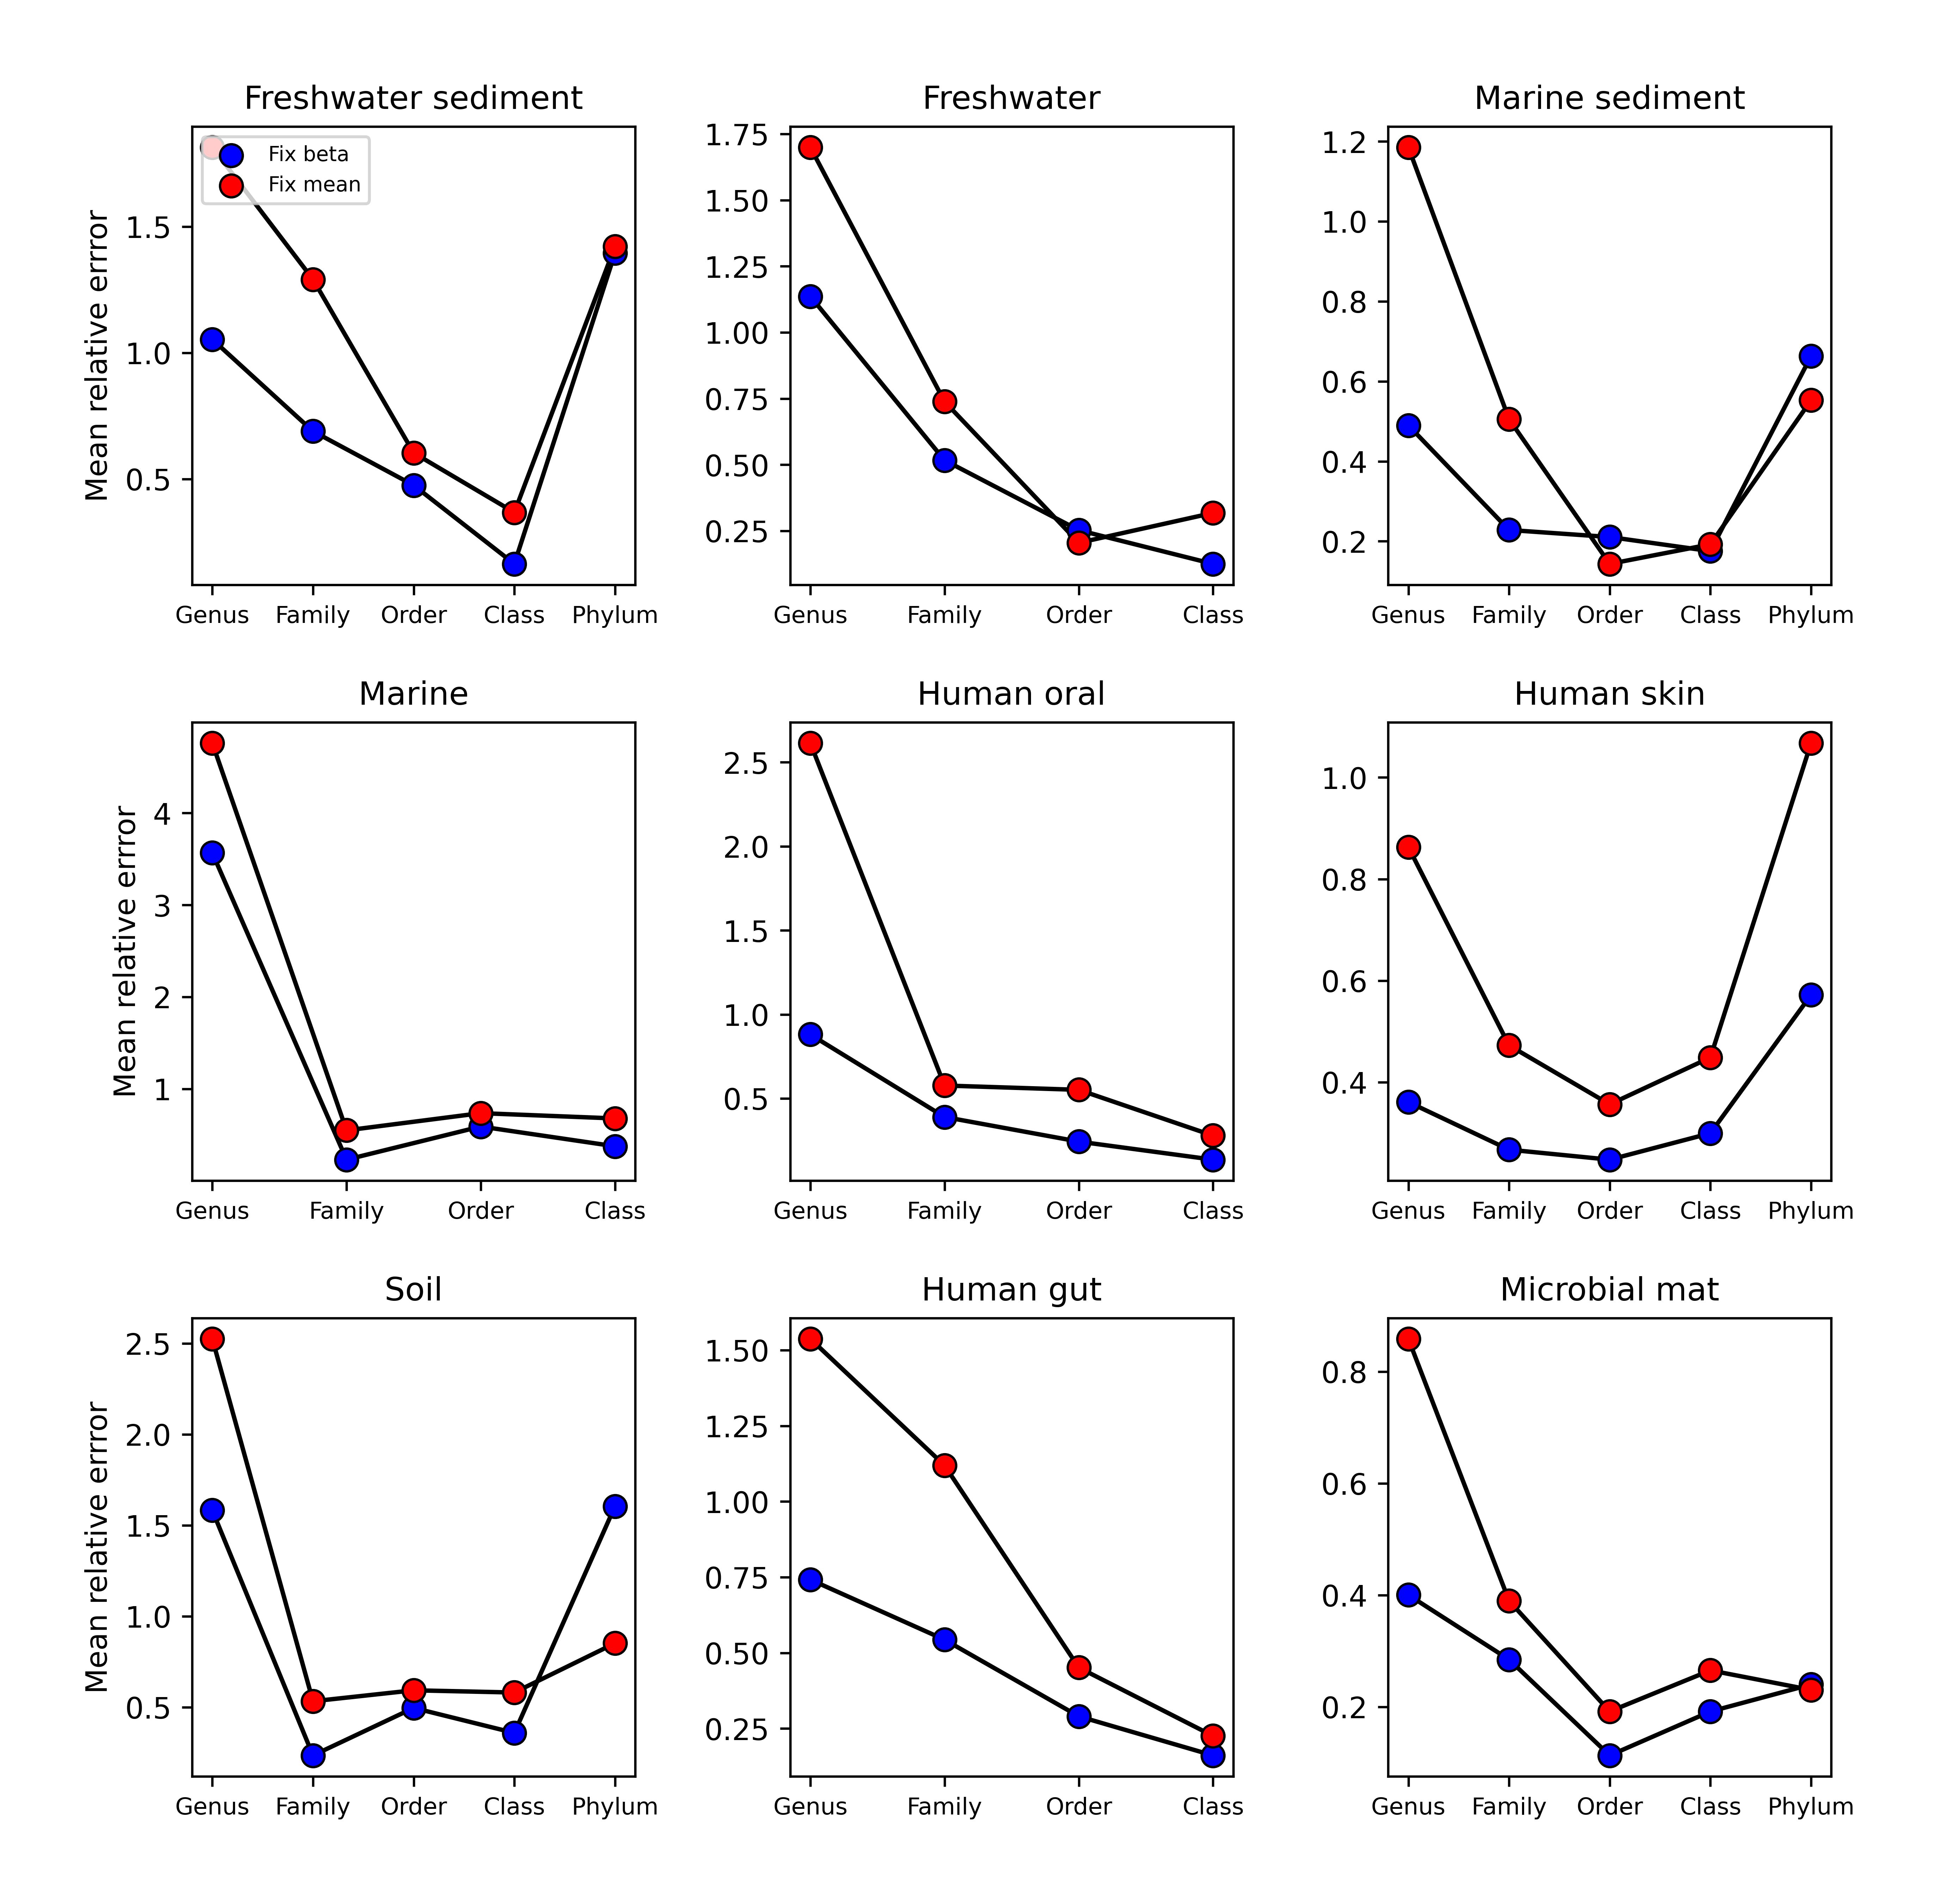 Freshwater sediment
Mean relative errror
1.5
1.0
0.5
Fix beta
Fix mean
Genus Family Order Class Phylum
Freshwater
1.75
1.50
1.25
1.00
0.75
0.50
0.25
Genus Family Order Class
Marine sediment
1.2
1.0
0.8
0.6
0.4
0.2
Genus Family Order Class Phylum
Marine
Mean relative errror
4
3
2
1
Genus Family Order Class
Human oral
2.5
2.0
1.5
1.0
0.5
Genus Family Order Class
Human skin
1.0
0.8
0.6
0.4
Genus Family Order Class Phylum
Soil
Mean relative errror
2.5
2.0
1.5
1.0
0.5
Genus Family Order Class Phylum
Human gut
1.50
1.25
1.00
0.75
0.50
0.25
Genus Family Order Class
Microbial mat
0.8
0.6
0.4
0.2
Genus Family Order Class Phylum